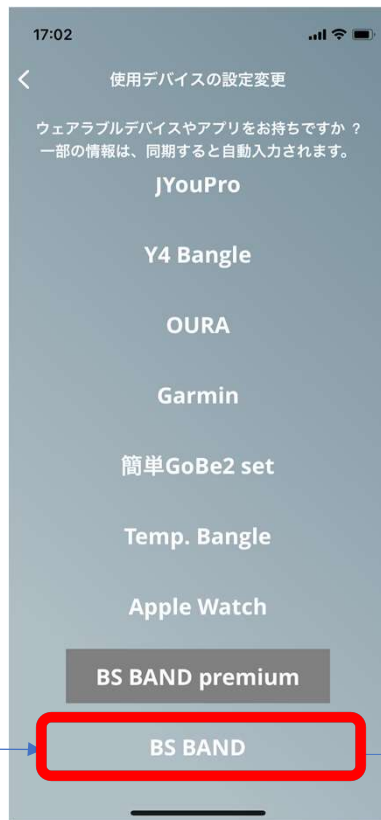 17:02
使用デバイスの設定変更
ウェアラブルデバイスやアプリをお持ちですか ?
一部の情報は、同期すると自動入力されます。
JYouPro
Y4 Bangle
OURA
Garmin
簡単GoBe2 set
Temp. Bangle
Apple Watch
BS BAND premium
BS BAND